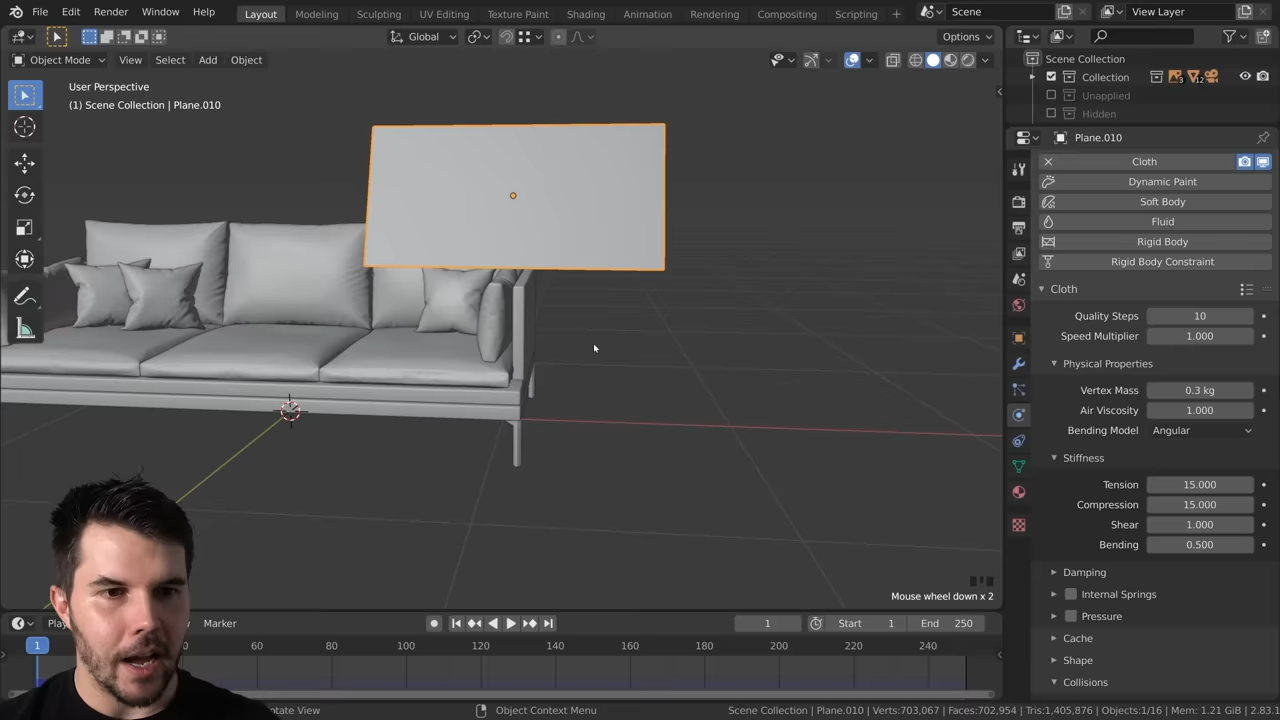 File Edit Render Window Help Layout Modeling Sculpting UV Editing Texture Paint Shading Animation Rendering Compositing Scripting + Scene View Layer
Global Options
Object Mode View Select Add Object
User Perspective
(1) Scene Collection | Plane.010
Scene Collection
Collection 3 12
Unapplied
Hidden
Plane.010
Cloth
Dynamic Paint
Soft Body
Fluid
Rigid Body
Rigid Body Constraint
Cloth
Quality Steps 10
Speed Multiplier 1.000
Physical Properties
Vertex Mass 0.3 kg
Air Viscosity 1.000
Bending Model Angular
Stiffness
Tension 15.000
Compression 15.000
Shear 1.000
Bending 0.500
Damping
Internal Springs
Pressure
Cache
Shape
Collisions
Mouse wheel down x 2
Marker 1 Start 1 End 250
1 60 80 100 120 140 160 180 200 220 240
View Object Context Menu Scene Collection | Plane.010 | Verts:703,067 | Faces:702,954 | Tris:1,405,876 | Objects:1/16 | Mem: 1.21 GiB | 2.83.1